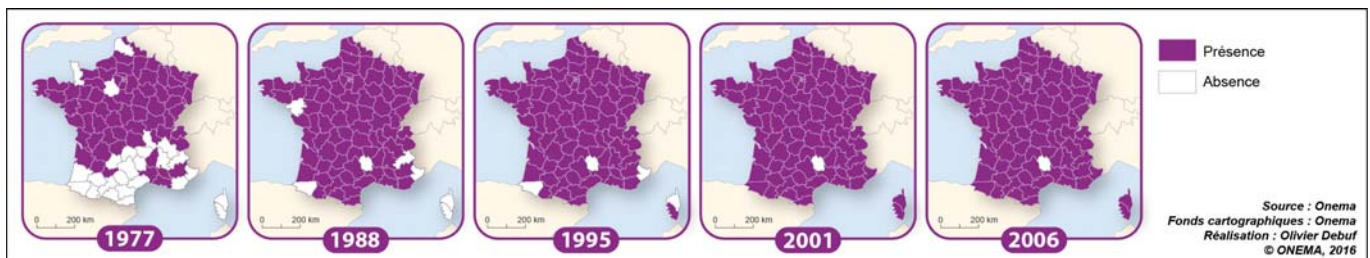 0 200 km
1977
0 200 km
1988
0 200 km
1995
0 200 km
2001
0 200 km
2006
Présence
Absence
Source : Onema
Fonds cartographiques : Onema
Réalisation : Olivier Debuf
© ONEMA, 2016